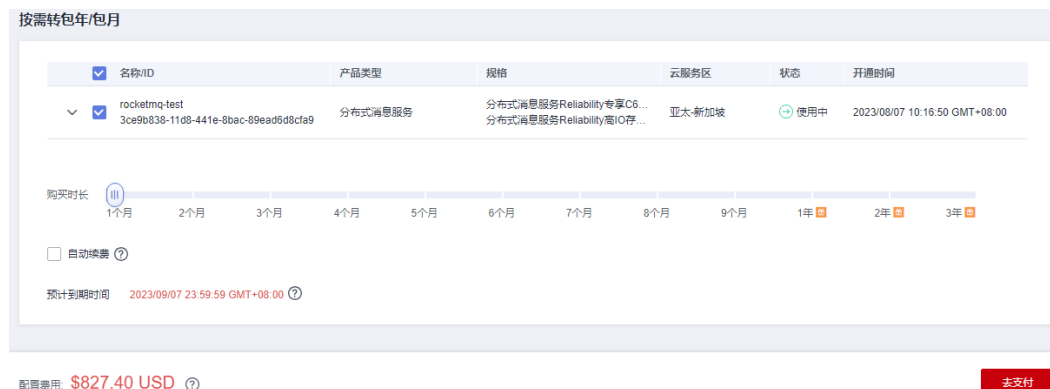 按需转包年/包月
名称/ID 产品类型 规格 云服务区 状态 开通时间
rocketmq-test
3ce9b838-11d8-441e-8bac-89ead6d8cfa9
分布式消息服务
分布式消息服务Reliability专享C6...
分布式消息服务Reliability高IO存...
亚太-新加坡
使用中
2023/08/07 10:16:50 GMT+08:00
购买时长
1个月 2个月 3个月 4个月 5个月 6个月 7个月 8个月 9个月 1年 2年 3年
自动续费 ?
预计到期时间 2023/09/07 23:59:59 GMT+08:00 ?
配置费用: $827.40 USD ?
去支付